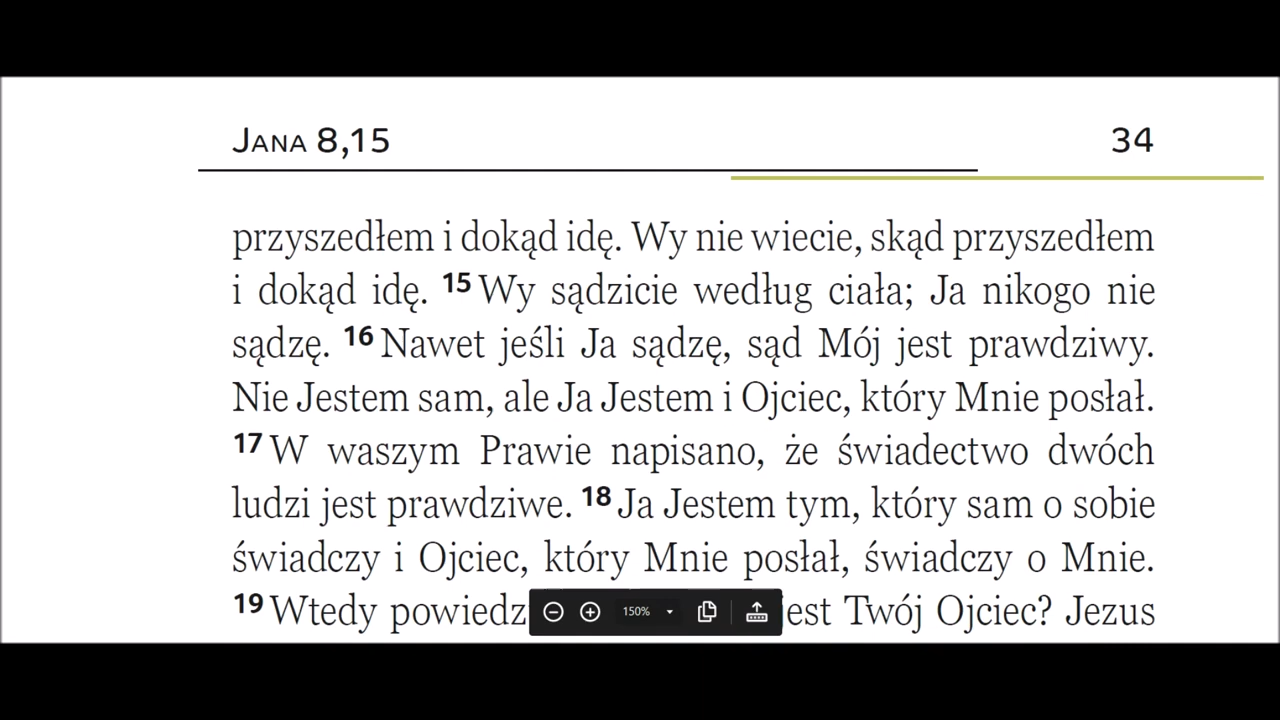 Jana 8,15 34
przyszedłem i dokąd idę. Wy nie wiecie, skąd przyszedłem
i dokąd idę. 15 Wy sądzicie według ciała; Ja nikogo nie
sądzę. 16 Nawet jeśli Ja sądzę, sąd Mój jest prawdziwy.
Nie Jestem sam, ale Ja Jestem i Ojciec, który Mnie posłał.
17 W waszym Prawie napisano, że świadectwo dwóch
ludzi jest prawdziwe. 18 Ja Jestem tym, który sam o sobie
świadczy i Ojciec, który Mnie posłał, świadczy o Mnie.
19 Wtedy Twój Ojciec? Jezus
150%